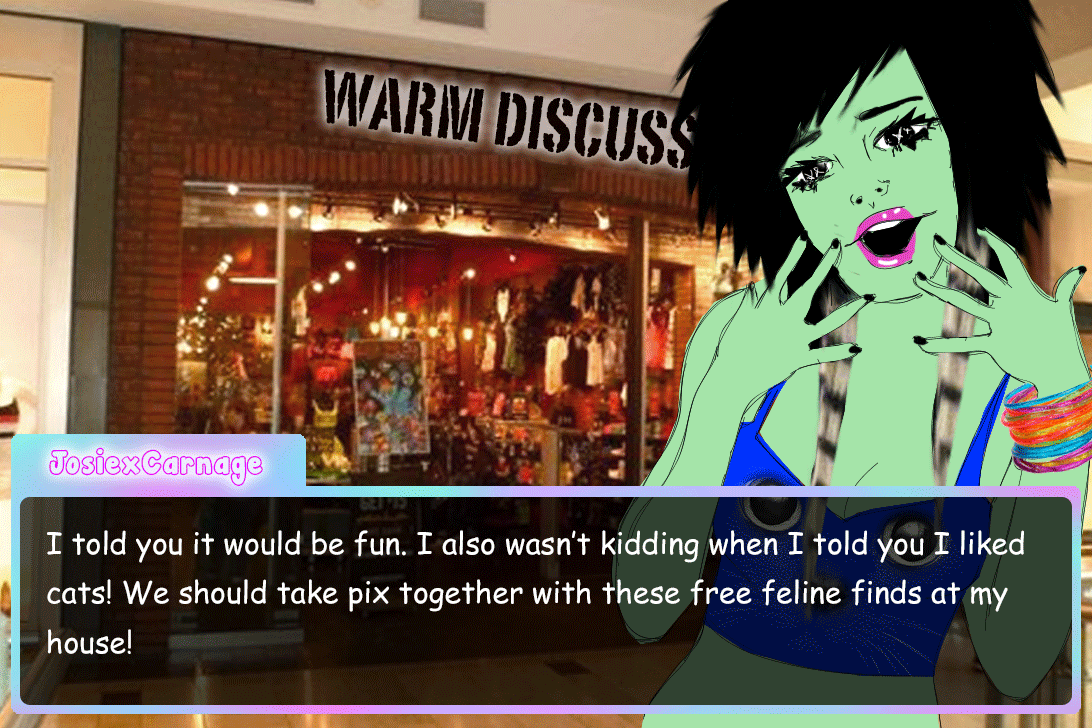 WARM DISCUSS
JosiexCarnage
I told you it would be fun. I also wasn't kidding when I told you I liked
cats! We should take pix together with these free feline finds at my
house!